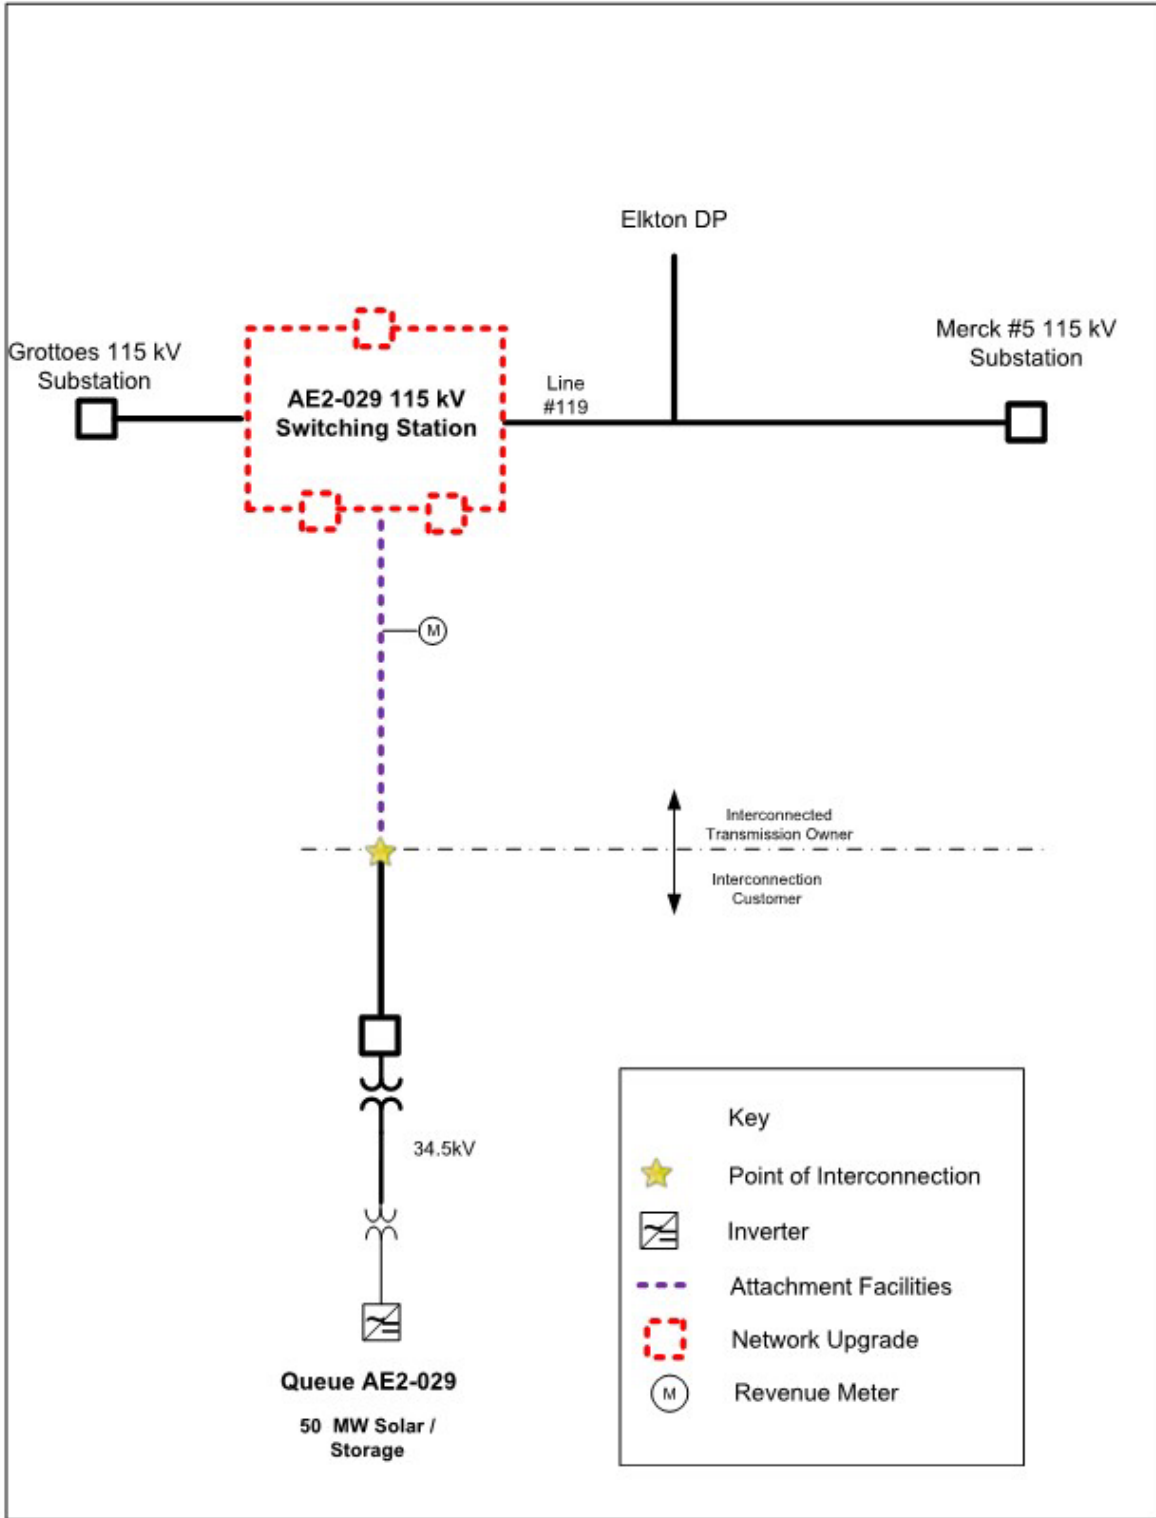 Elkton DP
Grottoes 115 kV
Substation
AE2-029 115 kV
Switching Station
Line
#119
Merck #5 115 kV
Substation
M
Interconnected
Transmission Owner
Interconnection
Customer
34.5kV
Queue AE2-029
50 MW Solar /
Storage
Key
Point of Interconnection
Inverter
Attachment Facilities
Network Upgrade
M
Revenue Meter